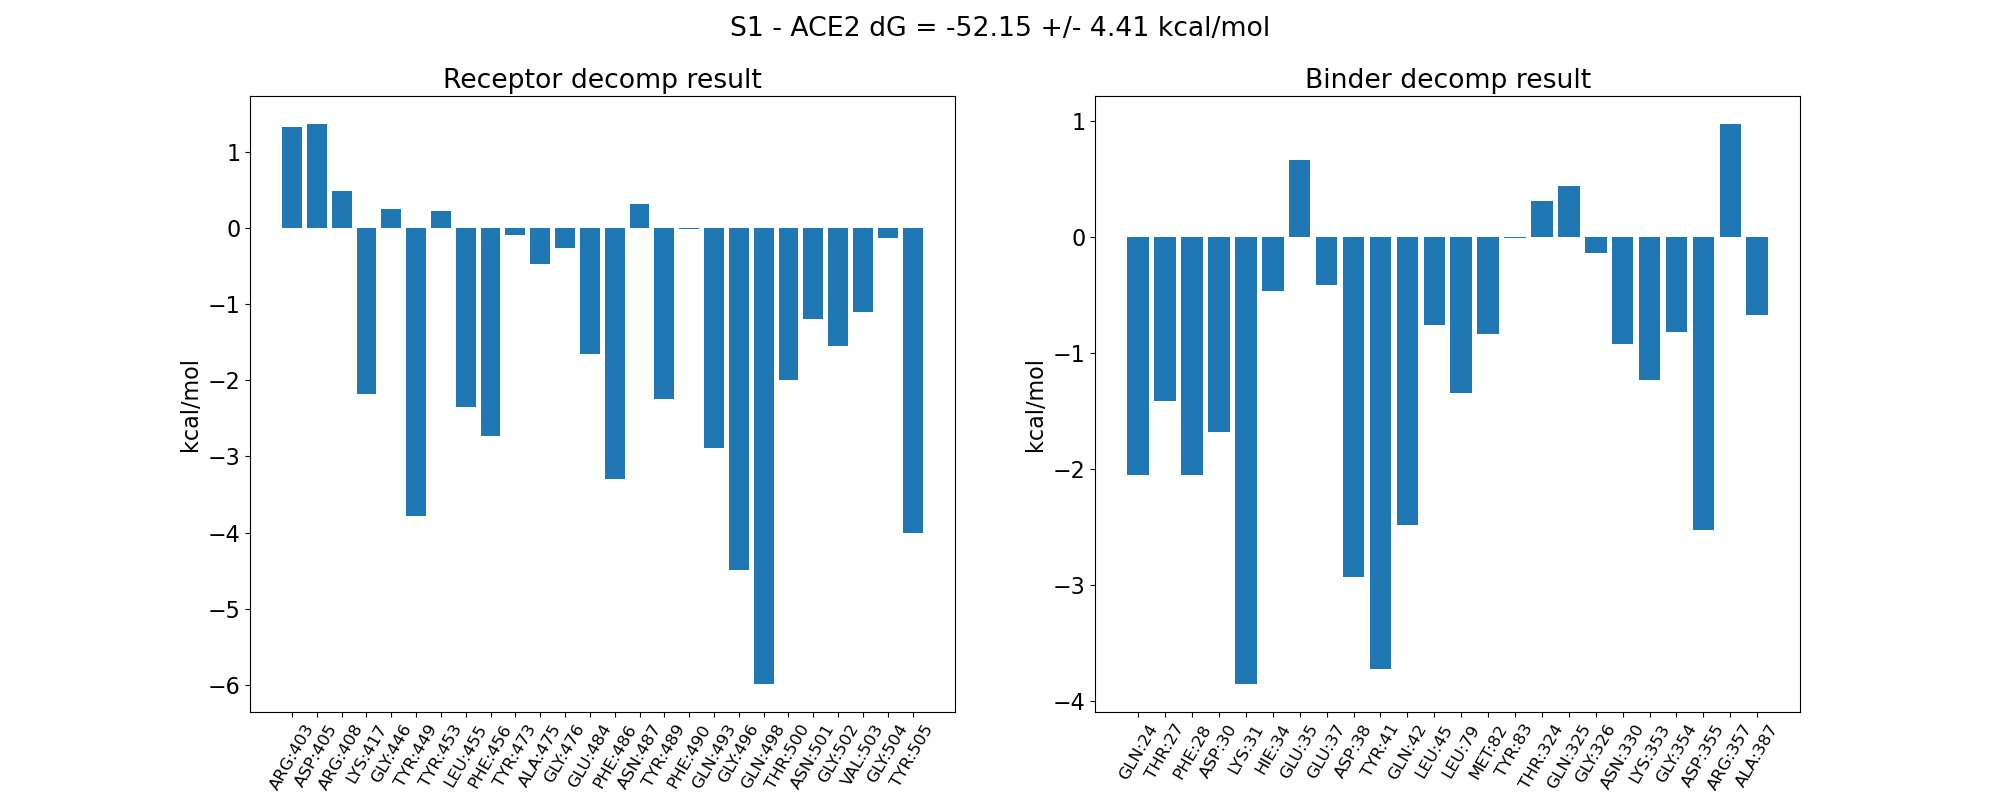 S1 - ACE2 dG = -52.15 +/- 4.41 kcal/mol
Receptor decomp result
kcal/mol
1
0
−1
−2
−3
−4
−5
−6
ARG:403
ASP:405
ARG:408
LYS:417
GLY:446
TYR:449
TYR:453
LEU:455
PHE:456
TYR:473
ALA:475
GLY:476
GLU:484
PHE:486
ASN:487
TYR:489
PHE:490
GLN:493
GLY:496
GLN:498
THR:500
ASN:501
GLY:502
VAL:503
GLY:504
TYR:505
Binder decomp result
kcal/mol
1
0
−1
−2
−3
−4
GLN:24
THR:27
PHE:28
ASP:30
LYS:31
HIE:34
GLU:35
GLU:37
ASP:38
TYR:41
GLN:42
LEU:45
LEU:79
MET:82
TYR:83
THR:324
GLN:325
GLY:326
ASN:330
LYS:353
GLY:354
ASP:355
ARG:357
ALA:387